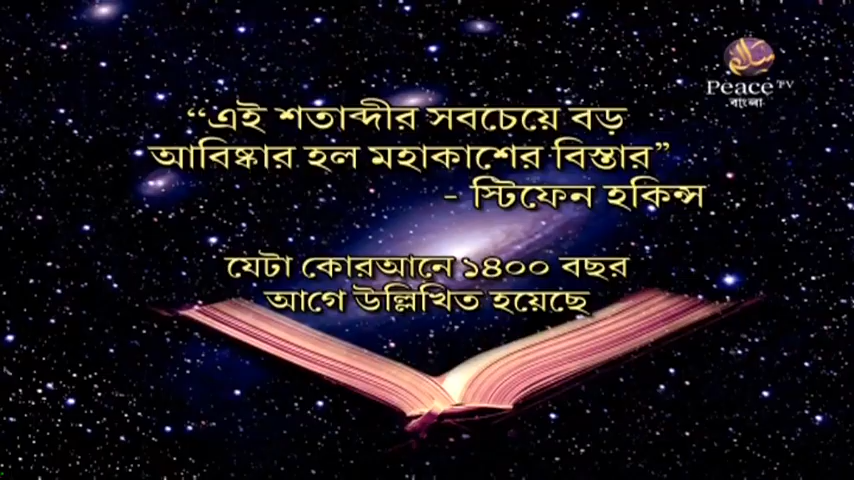 Peace TV
বাংলা
“এই শতাব্দীর সবচেয়ে বড়
আবিষ্কার হল মহাকাশের বিস্তার”
- স্টিফেন হকিন্স
যেটা কোরআনে ১৪০০ বছর
আগে উল্লিখিত হয়েছে